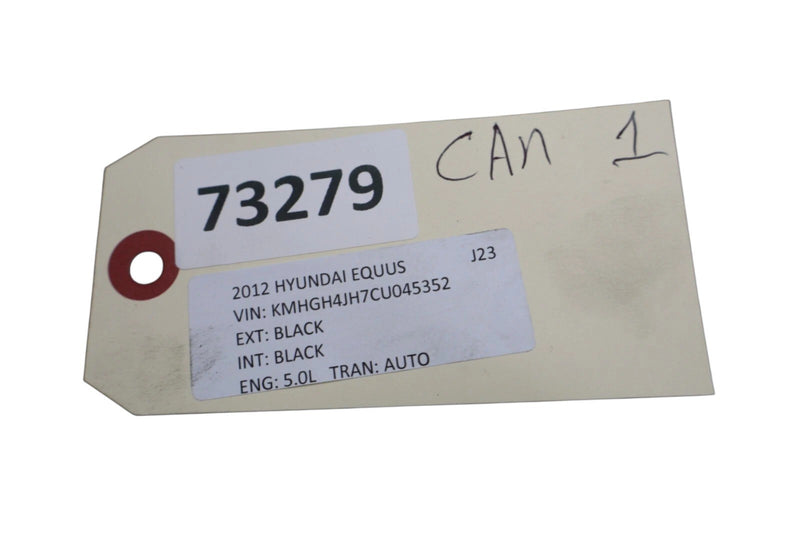 CAn 1
73279
2012 HYUNDAI EQUUS J23
VIN: KMHGH4JH7CU045352
EXT: BLACK
INT: BLACK
ENG: 5.0L TRAN: AUTO